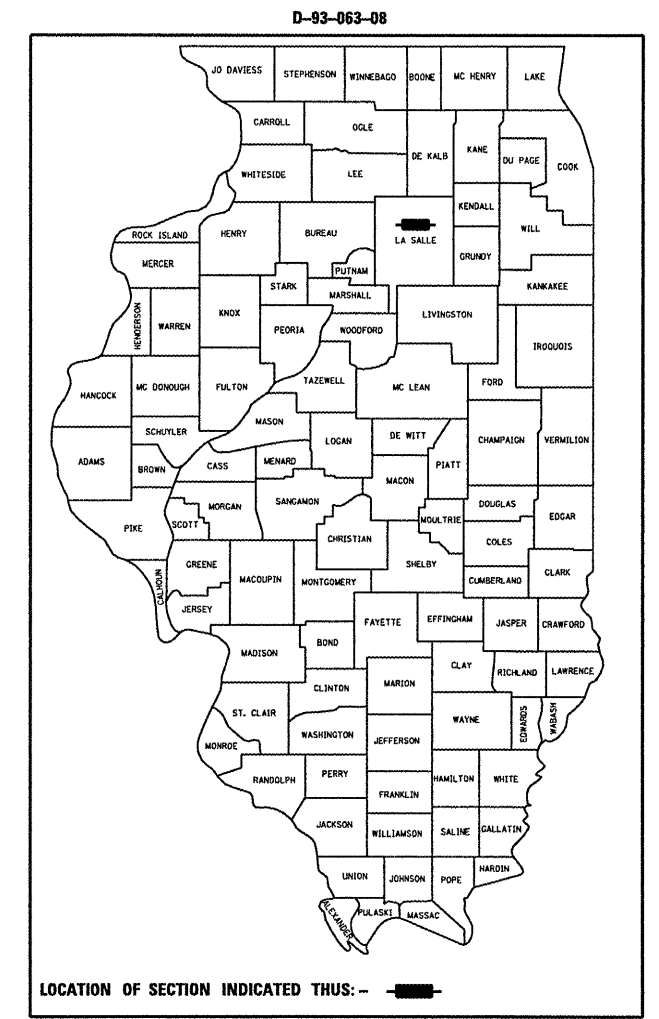 D-93-063-08
JO DAVIESS STEPHENSON WINNEBAGO BOONE MC HENRY LAKE
CARROLL OGLE DE KALB KANE DU PAGE COOK
WHITESIDE LEE
KENDALL
ROCK ISLAND HENRY BUREAU LA SALLE WILL
MERCER PUTNAM GRUNDY
STARK MARSHALL KANKAKEE
HENDERSON WARREN KNOX PEORIA WOODFORD LIVINGSTON
IROQUOIS
HANCOCK MC DONOUGH FULTON TAZEWELL MC LEAN FORD
SCHUYLER MASON LOGAN DE WITT CHAMPAIGN VERMILION
ADAMS BROWN CASS MENARD MACON PIATT
PIKE SCOTT MORGAN SANGAMON MOULTRIE DOUGLAS EDGAR
CHRISTIAN COLES
CALHOUN GREENE MACOUPIN MONTGOMERY SHELBY CUMBERLAND CLARK
JERSEY FAYETTE EFFINGHAM JASPER CRAWFORD
MADISON BOND
CLINTON MARION CLAY RICHLAND LAWRENCE
ST. CLAIR WAYNE EDWARDS WABASH
MONROE WASHINGTON JEFFERSON
RANDOLPH PERRY HAMILTON WHITE
FRANKLIN
JACKSON WILLIAMSON SALINE GALLATIN
UNION JOHNSON POPE HARDIN
ALEXANDER PULASKI MASSAC
LOCATION OF SECTION INDICATED THUS: -